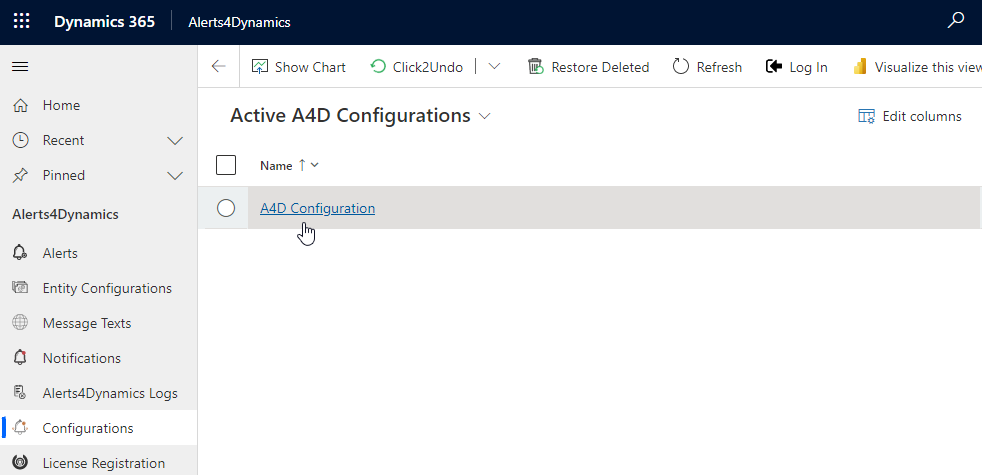 Dynamics 365 Alerts4Dynamics
Show Chart Click2Undo Restore Deleted Refresh Log In Visualize this view
Active A4D Configurations Edit columns
Name
A4D Configuration
Home
Recent
Pinned
Alerts4Dynamics
Alerts
Entity Configurations
Message Texts
Notifications
Alerts4Dynamics Logs
Configurations
License Registration